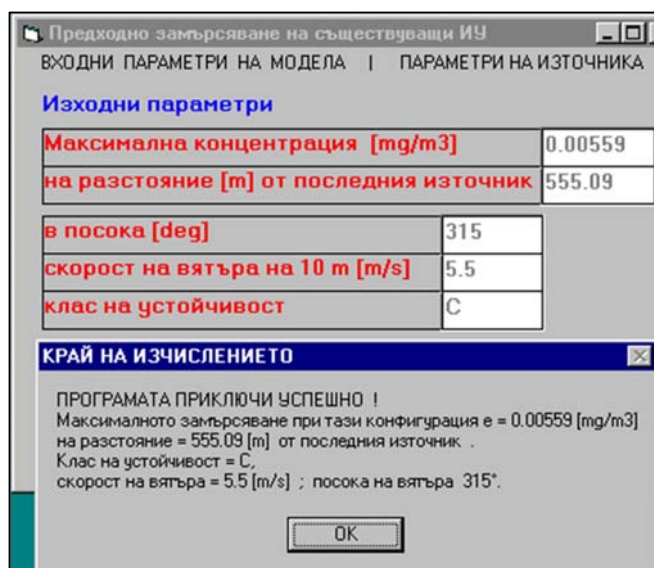 Предходно замърсяване на съществуващи ИУ
ВХОДНИ ПАРАМЕТРИ НА МОДЕЛА | ПАРАМЕТРИ НА ИЗТОЧНИКА
Изходни параметри
Максимална концентрация [mg/m3] 0.00559
на разстояние [m] от последния източник 555.09
в посока [deg] 315
скорост на вятъра на 10 m [m/s] 5.5
клас на устойчивост C
КРАЙ НА ИЗЧИСЛЕНИЕТО
ПРОГРАМАТА ПРИКЛЮЧИ УСПЕШНО !
Максималното замърсяване при тази конфигурация е = 0.00559 [mg/m3]
на разстояние = 555.09 [m] от последния източник .
Клас на устойчивост = C,
скорост на вятъра = 5.5 [m/s] ; посока на вятъра 315°.
OK